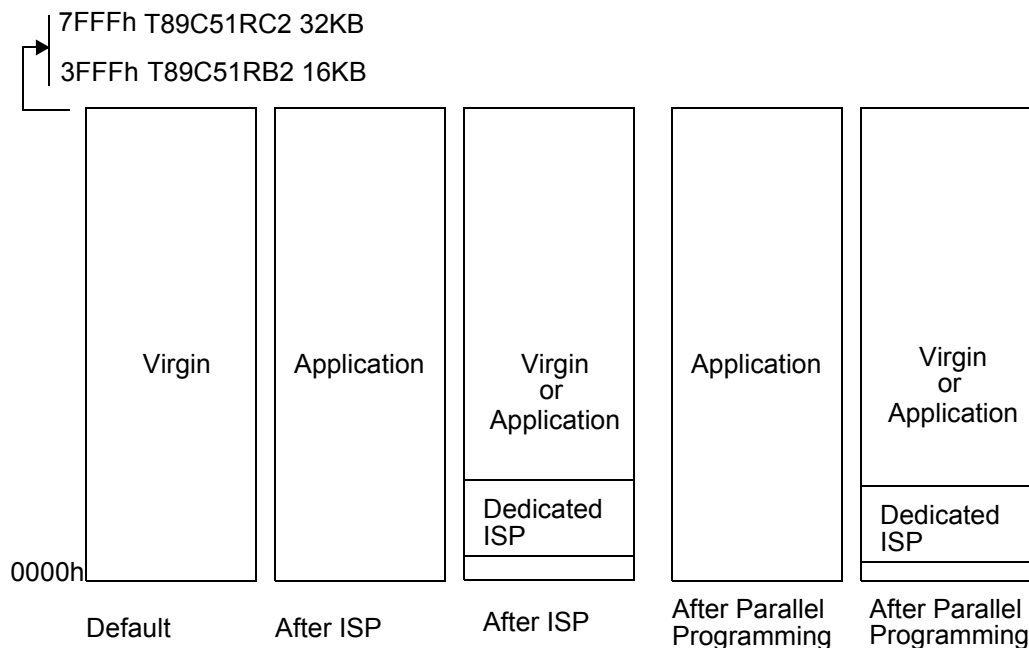 7FFFh T89C51RC2 32KB
3FFFh T89C51RB2 16KB
Virgin
Application
Virgin
or
Application
Dedicated
ISP
Application
Virgin
or
Application
Dedicated
ISP
0000h
Default
After ISP
After ISP
After Parallel
Programming
After Parallel
Programming